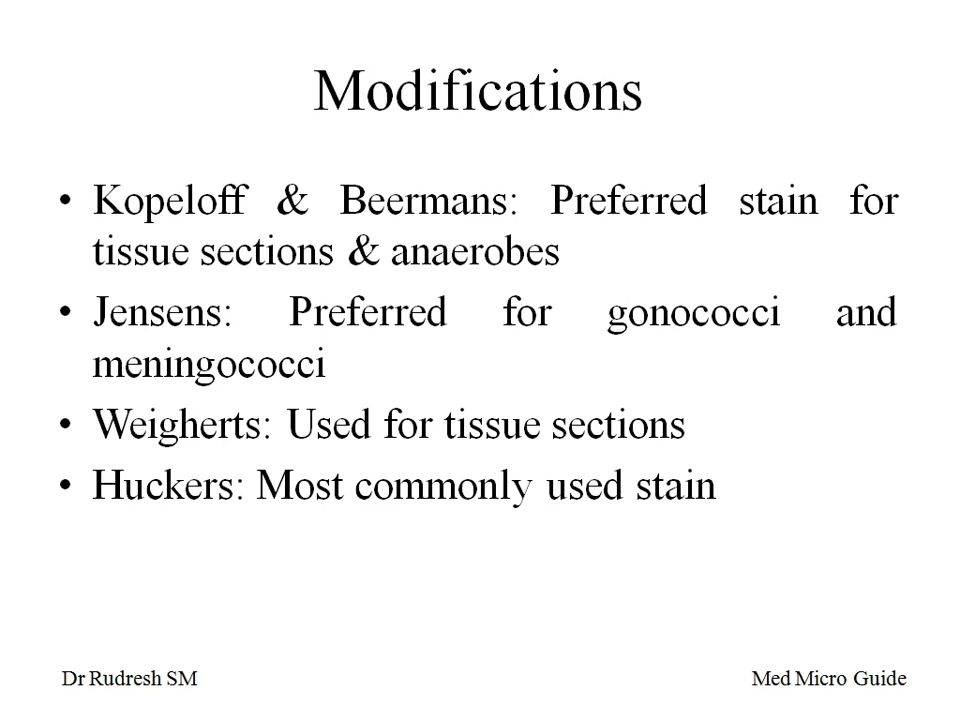 Modifications
• Kopeloff & Beermans: Preferred stain for
tissue sections & anaerobes
• Jensens: Preferred for gonococci and
meningococci
• Weigherts: Used for tissue sections
• Huckers: Most commonly used stain
Dr Rudresh SM
Med Micro Guide